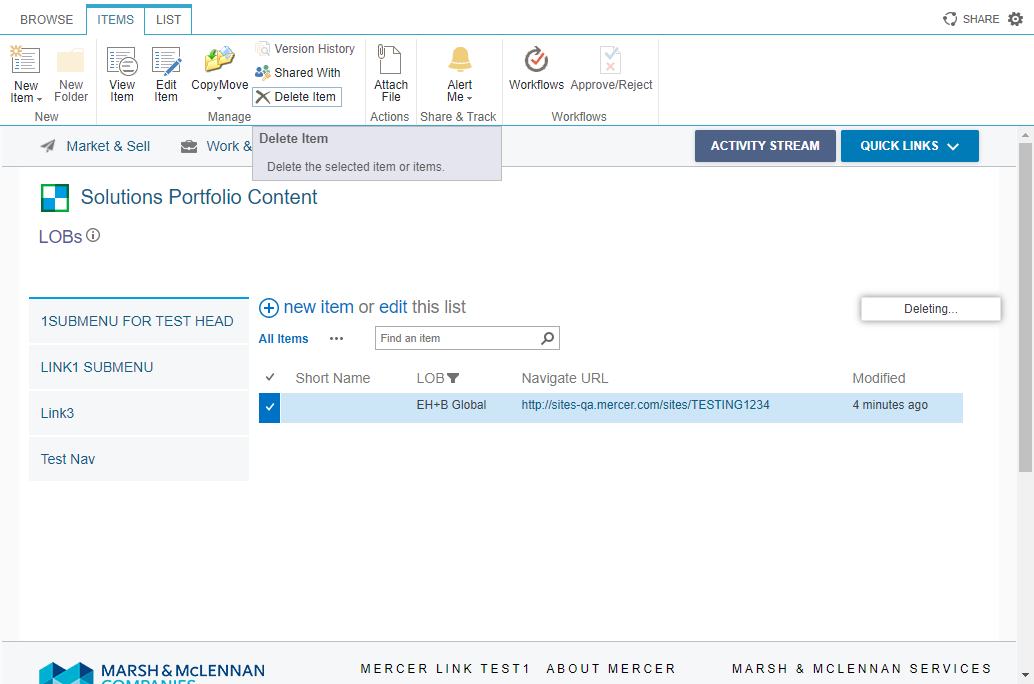 BROWSE ITEMS LIST SHARE
New Item
New Folder
View Item
Edit Item
CopyMove
Version History
Shared With
Delete Item
Attach File
Alert Me
Workflows
Approve/Reject
New Manage Actions Share & Track Workflows
Market & Sell Work & ACTIVITY STREAM QUICK LINKS
Delete Item
Delete the selected item or items.
Solutions Portfolio Content
LOBs
1SUBMENU FOR TEST HEAD
LINK1 SUBMENU
Link3
Test Nav
new item or edit this list
Deleting...
All Items ... Find an item
Short Name LOB Navigate URL Modified
EH+B Global http://sites-qa.mercer.com/sites/TESTING1234 4 minutes ago
MARSH & McLENNAN
COMPANIES
MERCER LINK TEST1 ABOUT MERCER MARSH & MCLENNAN SERVICES